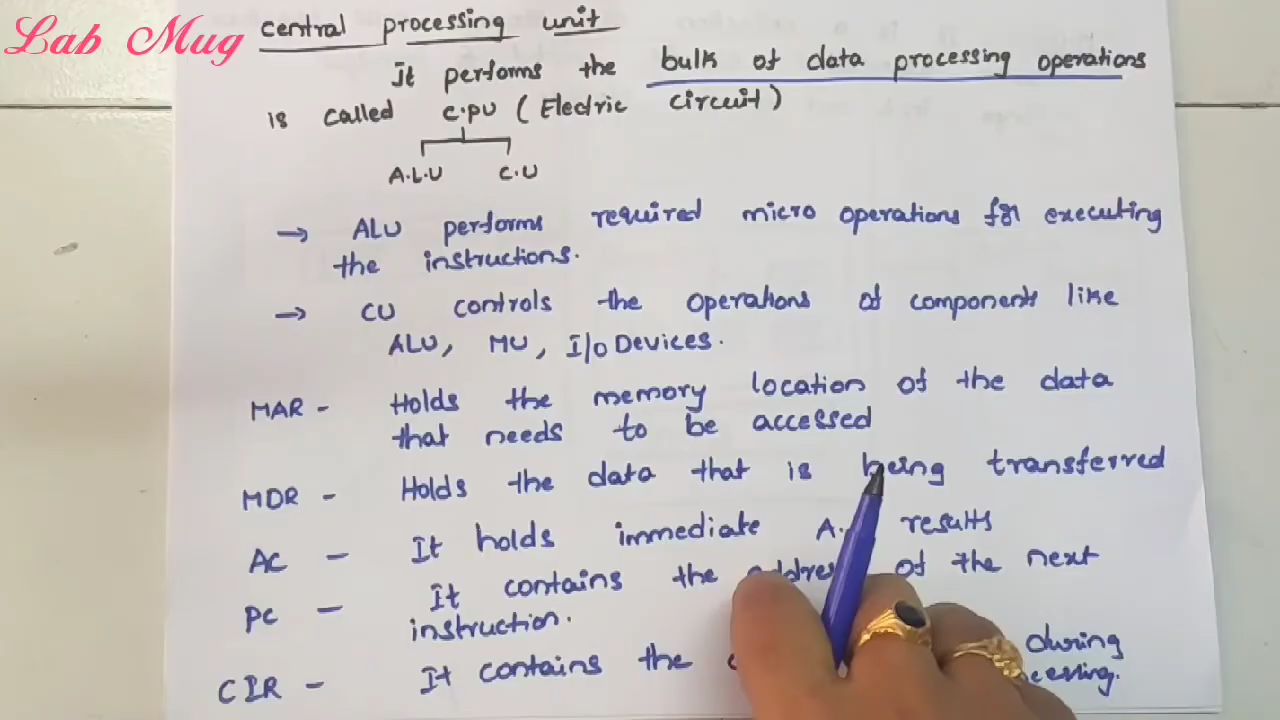 Lab Mug
central processing unit
It performs the bulk of data processing operations
is called C.PU ( Electric circuit )
A.L.U C.U
→ ALU performs required micro operations for executing
the instructions.
→ CU controls the operations of components like
ALU, MU, I/O Devices.
MAR - Holds the memory location of the data
that needs to be accessed
MDR - Holds the data that is being transferred
AC - It holds immediate results
PC - It contains the address of the next
instruction.
CIR - It contains the during